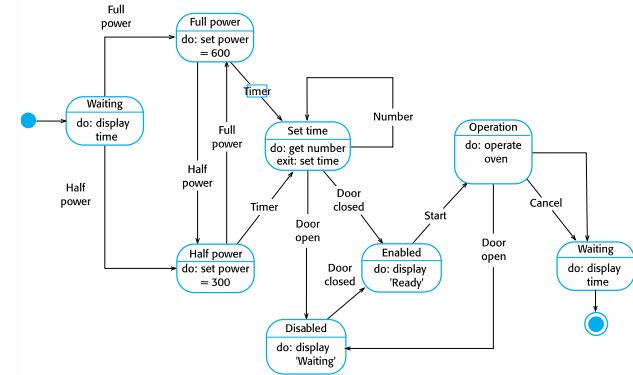 Full
power
Full power
do: set power
= 600
Timer
Waiting
do: display
time
Full
power
Half
power
Half
power
Set time
do: get number
exit: set time
Number
Operation
do: operate
oven
Timer
Door
closed
Door
open
Start
Cancel
Door
open
Half power
do: set power
= 300
Enabled
do: display
'Ready'
Door
closed
Waiting
do: display
time
Disabled
do: display
'Waiting'